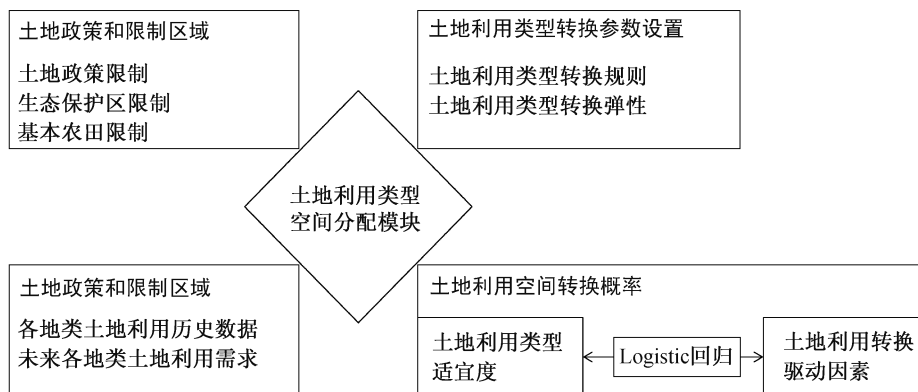 土地政策和限制区域
土地政策限制
生态保护区限制
基本农田限制
土地利用类型转换参数设置
土地利用类型转换规则
土地利用类型转换弹性
土地利用类型
空间分配模块
土地政策和限制区域
各地类土地利用历史数据
未来各地类土地利用需求
土地利用空间转换概率
土地利用类型
适宜度
Logistic回归
土地利用转换
驱动因素